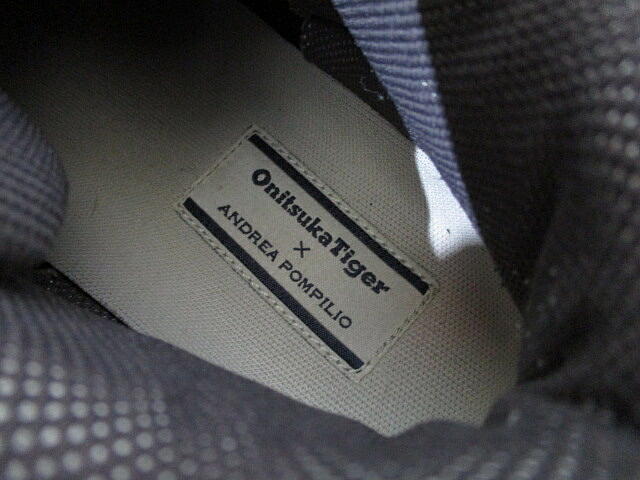 OnitsukaTiger
×
ANDREA POMPILIO